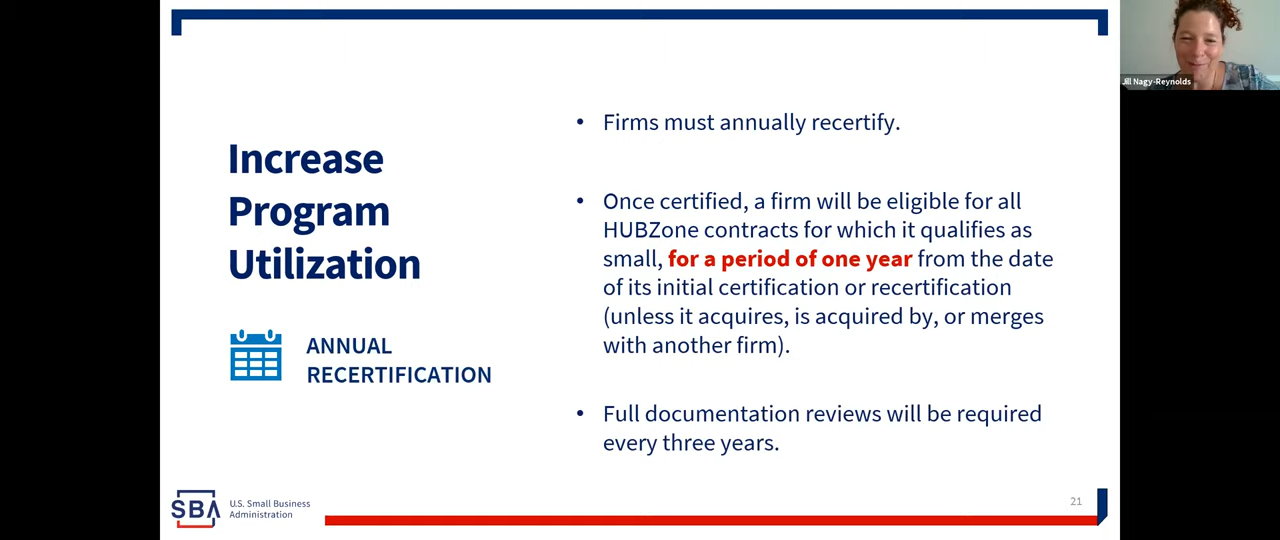 Increase
Program
Utilization
ANNUAL
RECERTIFICATION
• Firms must annually recertify.
• Once certified, a firm will be eligible for all
HUBZone contracts for which it qualifies as
small, for a period of one year from the date
of its initial certification or recertification
(unless it acquires, is acquired by, or merges
with another firm).
• Full documentation reviews will be required
every three years.
SBA
U.S. Small Business
Administration
21
Jill Nagy-Reynolds